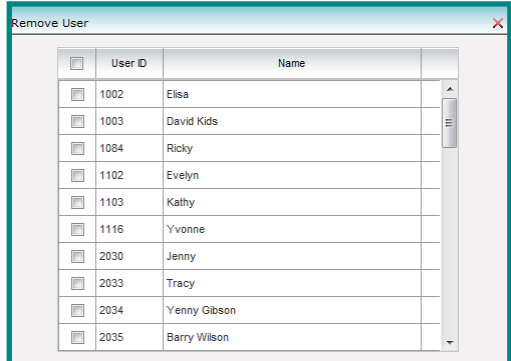 Remove User
User ID Name
1002 Elisa
1003 David Kids
1084 Ricky
1102 Evelyn
1103 Kathy
1116 Yvonne
2030 Jenny
2033 Tracy
2034 Yenny Gibson
2035 Barry Wilson